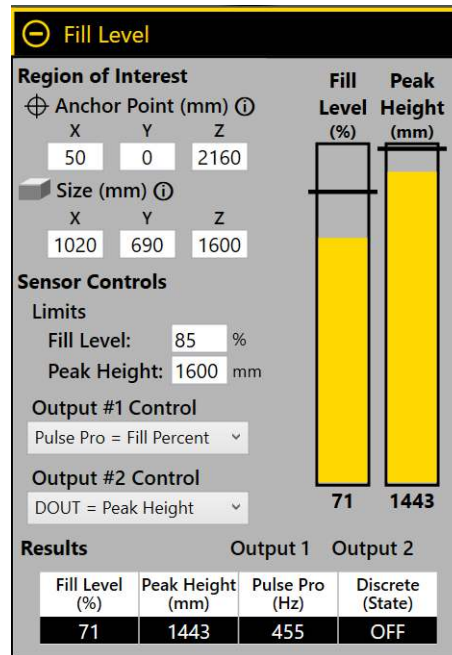 Fill Level
Region of Interest
Anchor Point (mm)
X Y Z
50 0 2160
Size (mm)
X Y Z
1020 690 1600
Sensor Controls
Limits
Fill Level: 85 %
Peak Height: 1600 mm
Output #1 Control
Pulse Pro = Fill Percent
Output #2 Control
DOUT = Peak Height
Fill Peak
Level Height
(%) (mm)
71 1443
Results Output 1 Output 2
Fill Level Peak Height Pulse Pro Discrete
(%) (mm) (Hz) (State)
71 1443 455 OFF